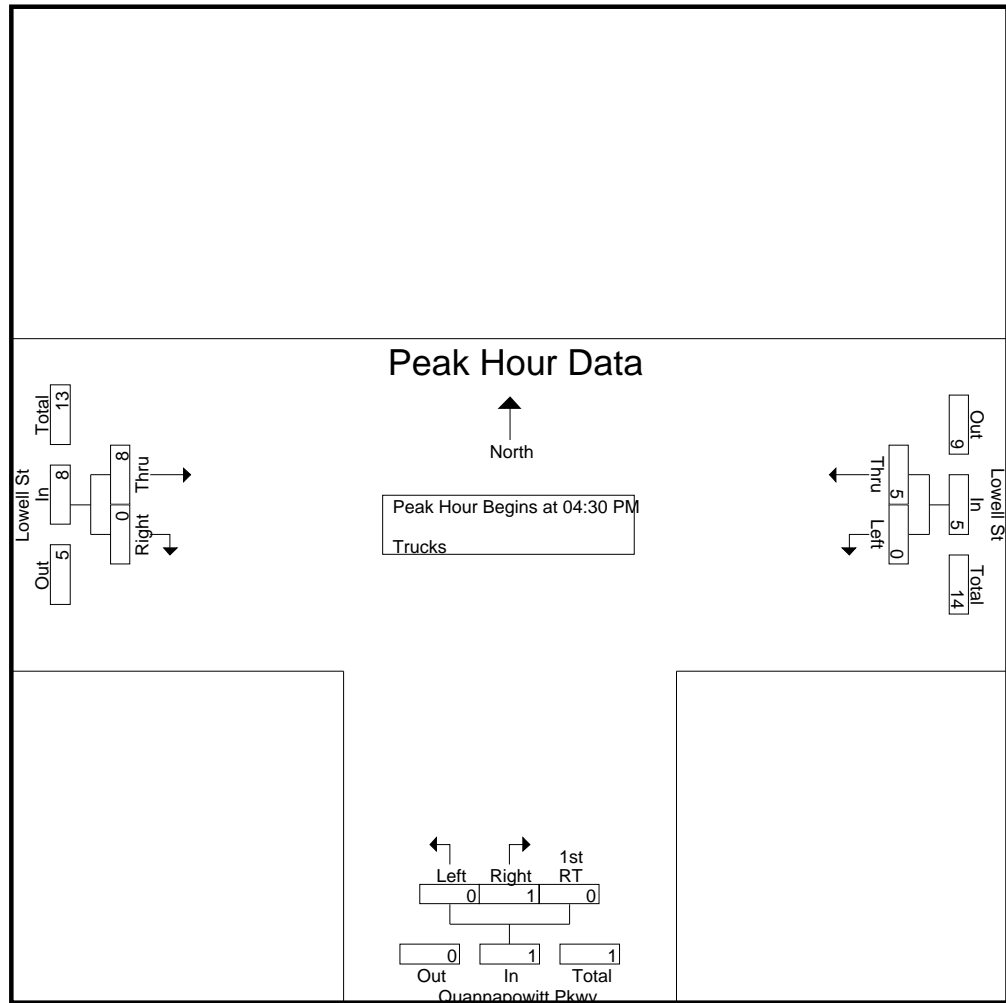 Peak Hour Data
North
Peak Hour Begins at 04:30 PM
Trucks
Lowell St
Total
13
In
8
Out
5
Thru
8
Right
0
Lowell St
Out
9
In
5
Total
14
Thru
5
Left
0
Left
0
Right
1
1st
RT
0
Out
0
In
1
Total
1
Quannapowitt Pkwy